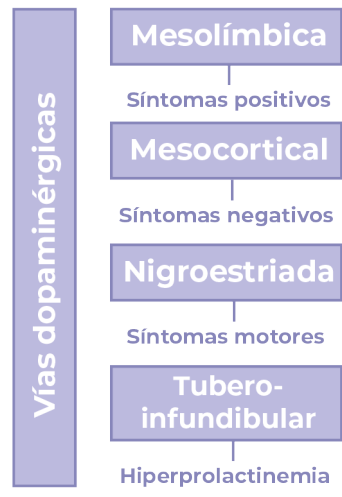 Vías dopaminérgicas
Mesolímbica
Síntomas positivos
Mesocortical
Síntomas negativos
Nigroestriada
Síntomas motores
Tubero-
infundibular
Hiperprolactinemia